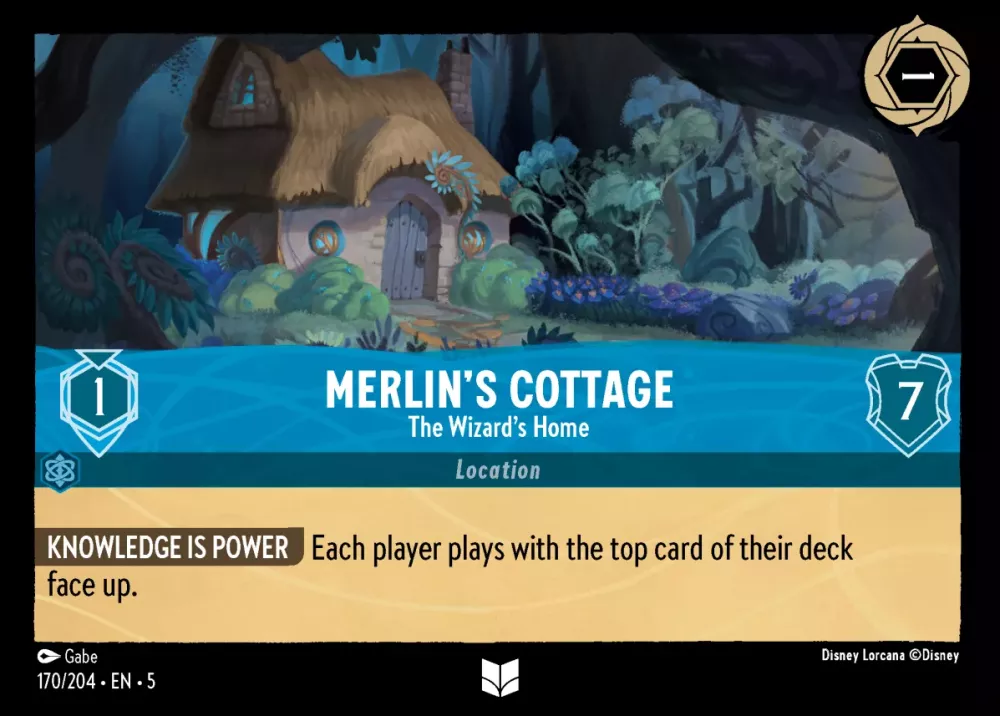 1
MERLIN'S COTTAGE
The Wizard's Home
1
7
Location
KNOWLEDGE IS POWER Each player plays with the top card of their deck
face up.
Gabe
Disney Lorcana ©Disney
170/204 • EN • 5